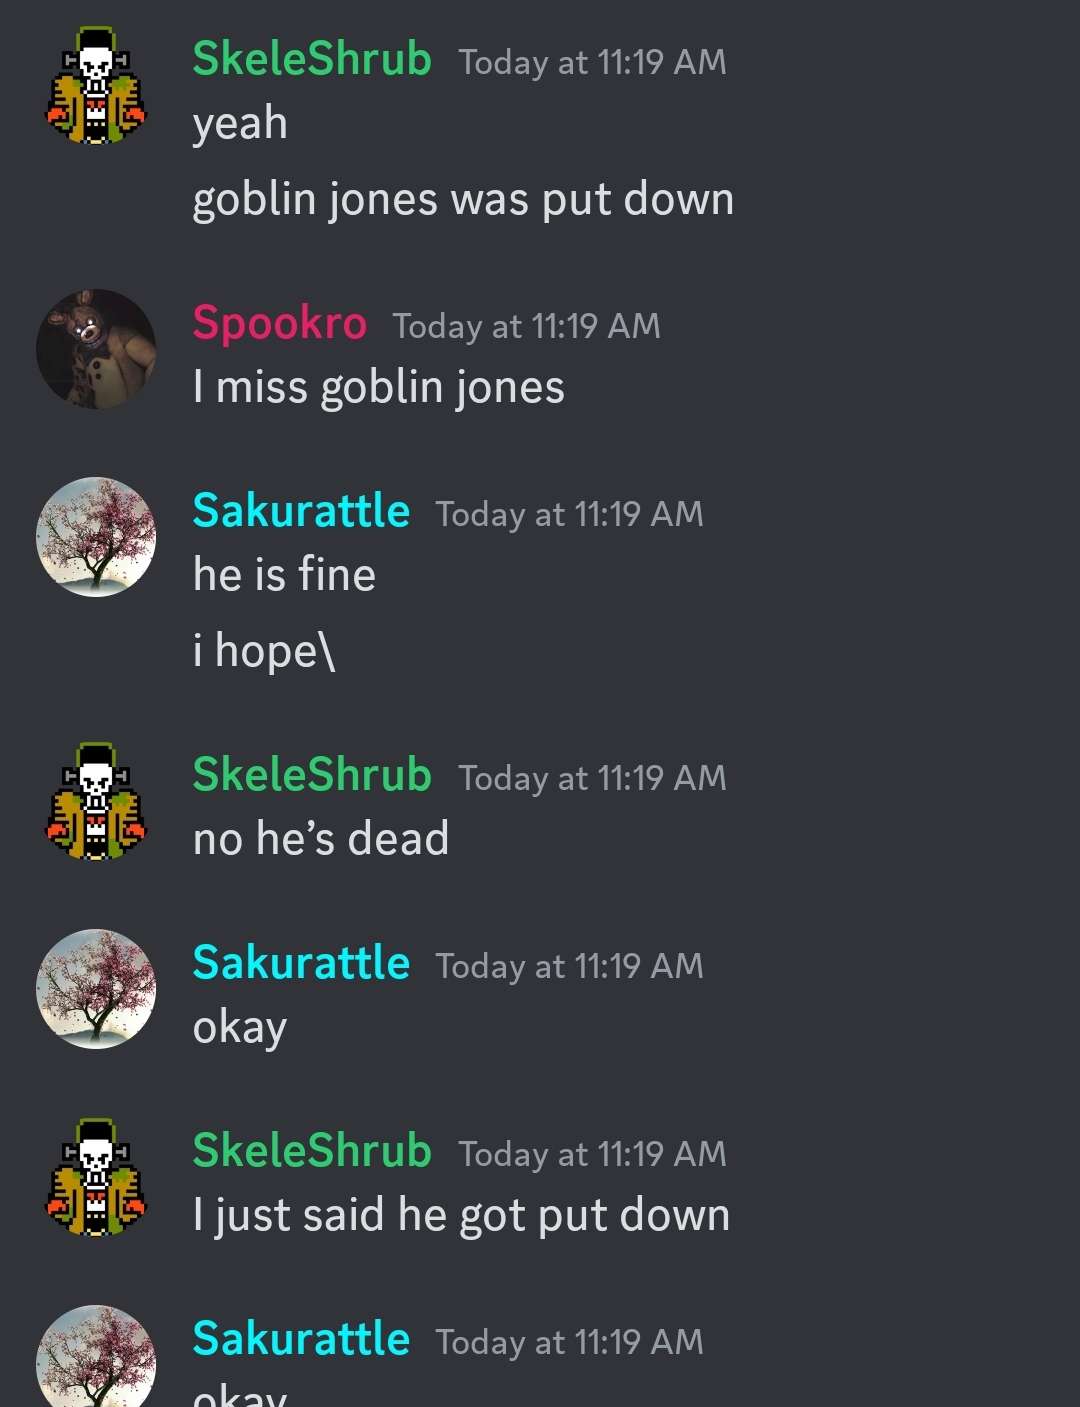 SkeleShrub Today at 11:19 AM
yeah
goblin jones was put down
Spookro Today at 11:19 AM
I miss goblin jones
Sakurattle Today at 11:19 AM
he is fine
i hope\
SkeleShrub Today at 11:19 AM
no he’s dead
Sakurattle Today at 11:19 AM
okay
SkeleShrub Today at 11:19 AM
I just said he got put down
Sakurattle Today at 11:19 AM
okay